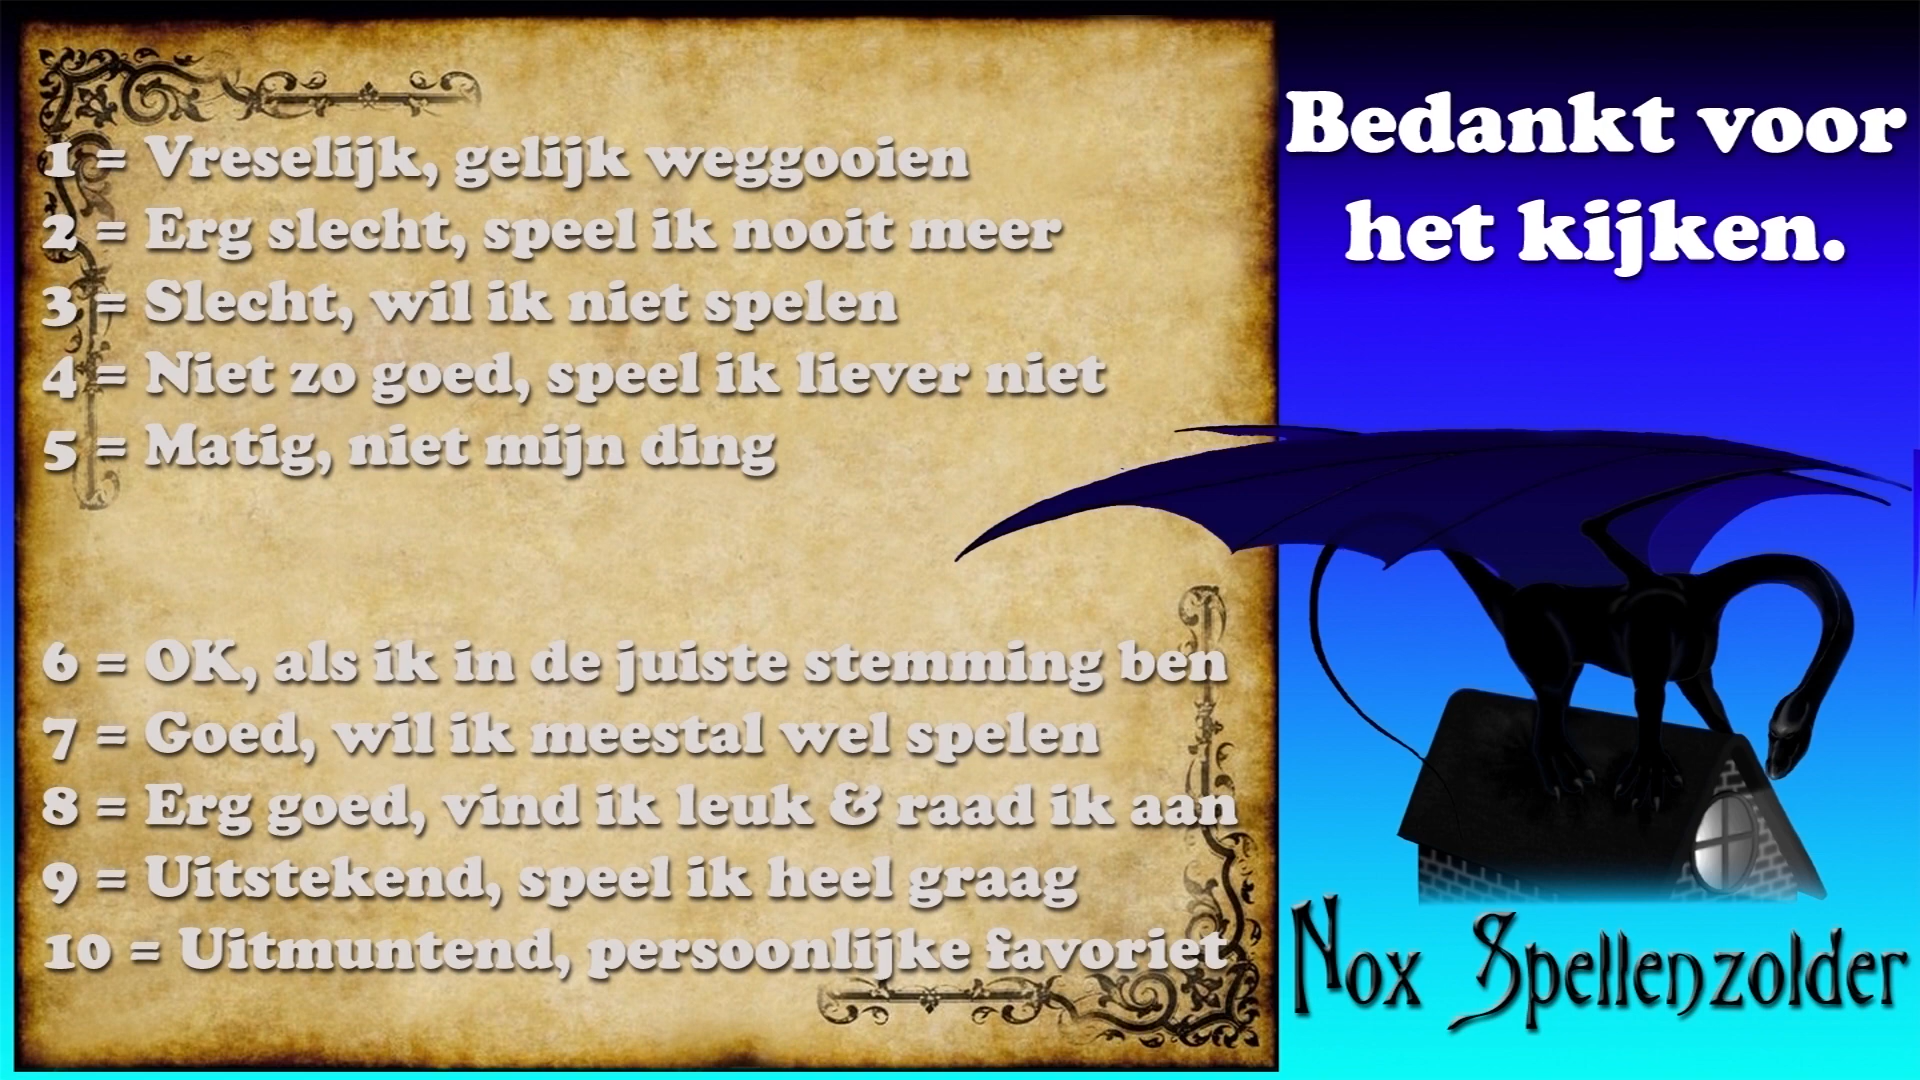 1 = Vreselijk, gelijk weggooien
2 = Erg slecht, speel ik nooit meer
3 = Slecht, wil ik niet spelen
4 = Niet zo goed, speel ik liever niet
5 = Matig, niet mijn ding
6 = OK, als ik in de juiste stemming ben
7 = Goed, wil ik meestal wel spelen
8 = Erg goed, vind ik leuk & raad ik aan
9 = Uitstekend, speel ik heel graag
10 = Uitmuntend, persoonlijke favoriet
Bedankt voor
het kijken.
Nox Spellenzolder